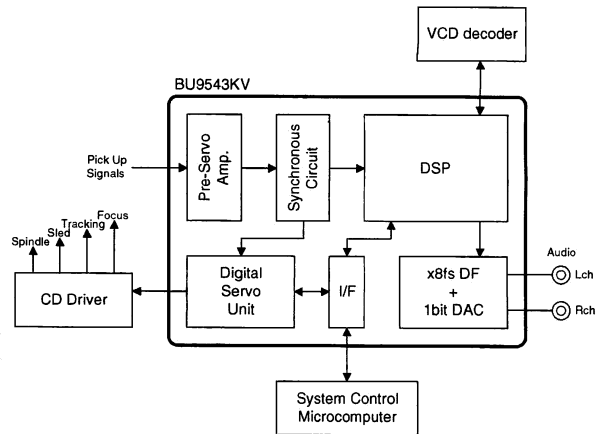 VCD decoder
BU9543KV
Pick Up
Signals
Pre-Servo
Amp.
Synchronous
Circuit
DSP
Focus
Tracking
Sled
Spindle
CD Driver
Digital
Servo
Unit
I/F
x8fs DF
+
1bit DAC
Audio
Lch
Rch
System Control
Microcomputer